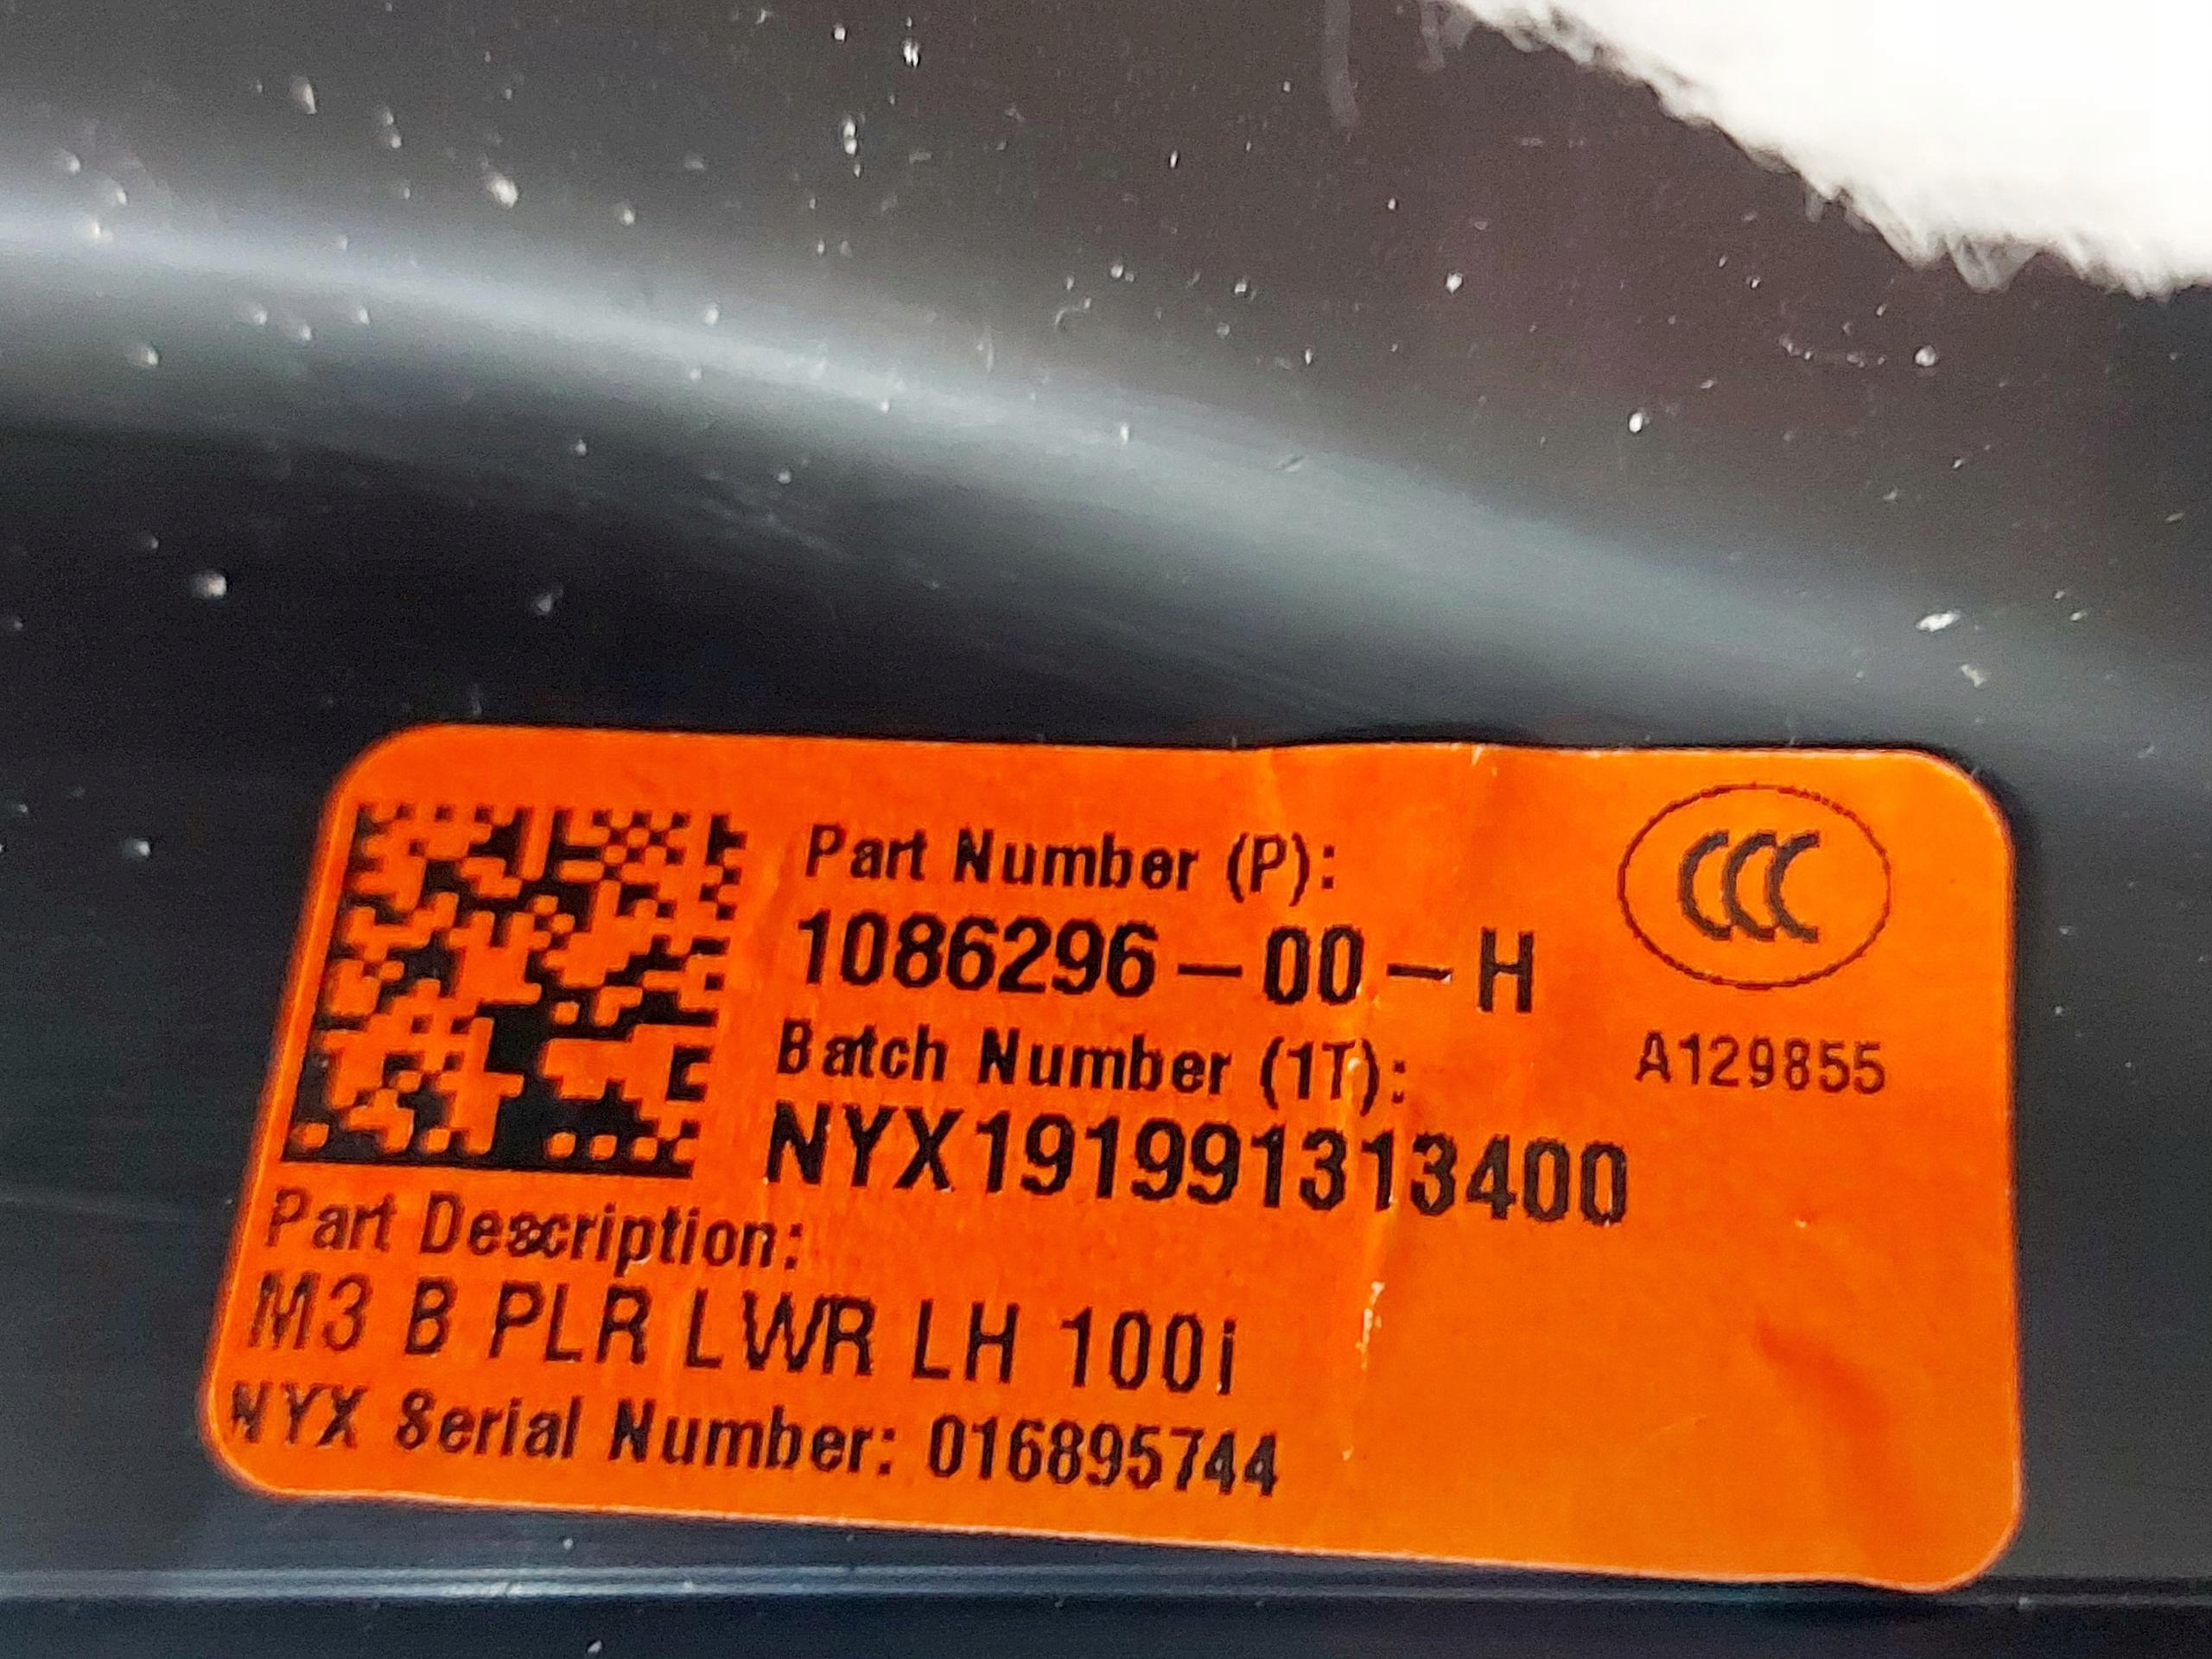 Part Number (P):
1086296-00-H
CCC
A129855
Batch Number (1T):
NYX191991313400
Part Description:
M3 B PLR LWR LH 100i
NYX Serial Number: 016895744